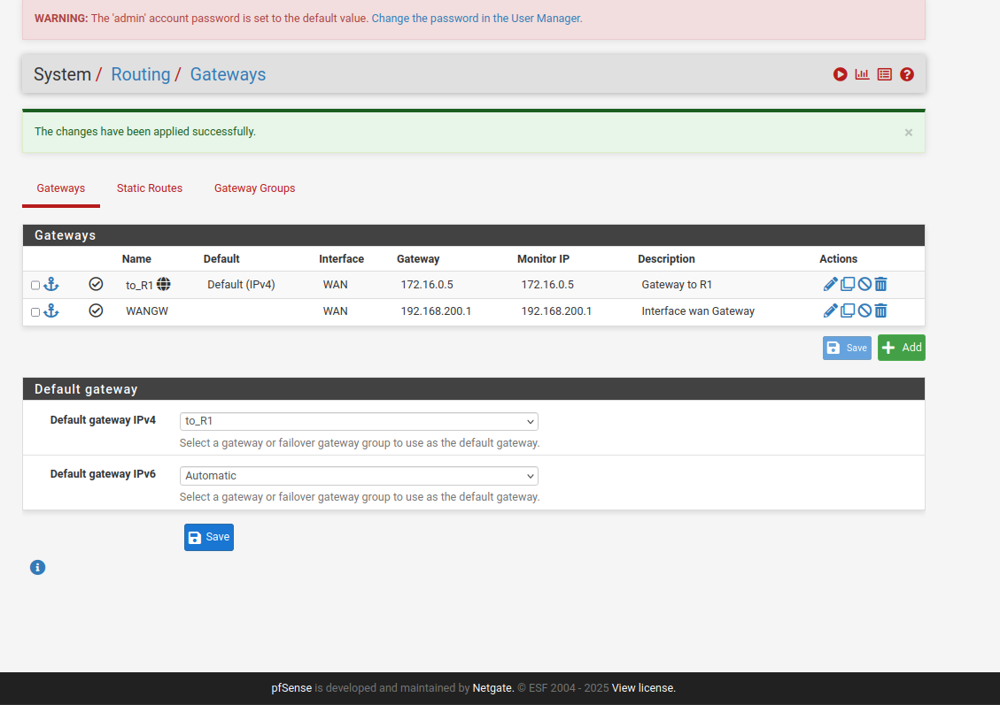 WARNING: The 'admin' account password is set to the default value. Change the password in the User Manager.
System / Routing / Gateways
The changes have been applied successfully. ×
Gateways Static Routes Gateway Groups
Gateways
Name Default Interface Gateway Monitor IP Description Actions
to_R1 Default (IPv4) WAN 172.16.0.5 172.16.0.5 Gateway to R1
WANGW WAN 192.168.200.1 192.168.200.1 Interface wan Gateway
Save Add
Default gateway
Default gateway IPv4 to_R1
Select a gateway or failover gateway group to use as the default gateway.
Default gateway IPv6 Automatic
Select a gateway or failover gateway group to use as the default gateway.
Save
pfSense is developed and maintained by Netgate. © ESF 2004 - 2025 View license.